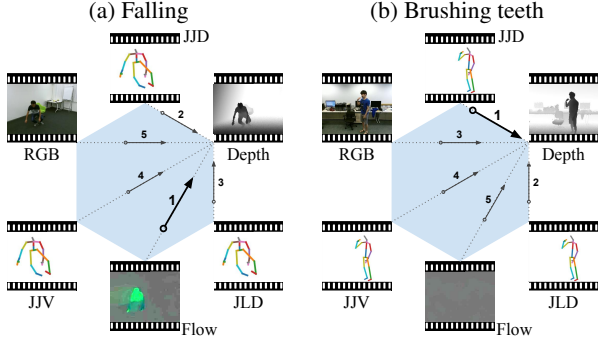 (a) Falling
(b) Brushing teeth
JJD
JJD
2
1
RGB
5
Depth
RGB
3
Depth
4
3
4
2
1
5
JJV
JLD
JJV
JLD
Flow
Flow